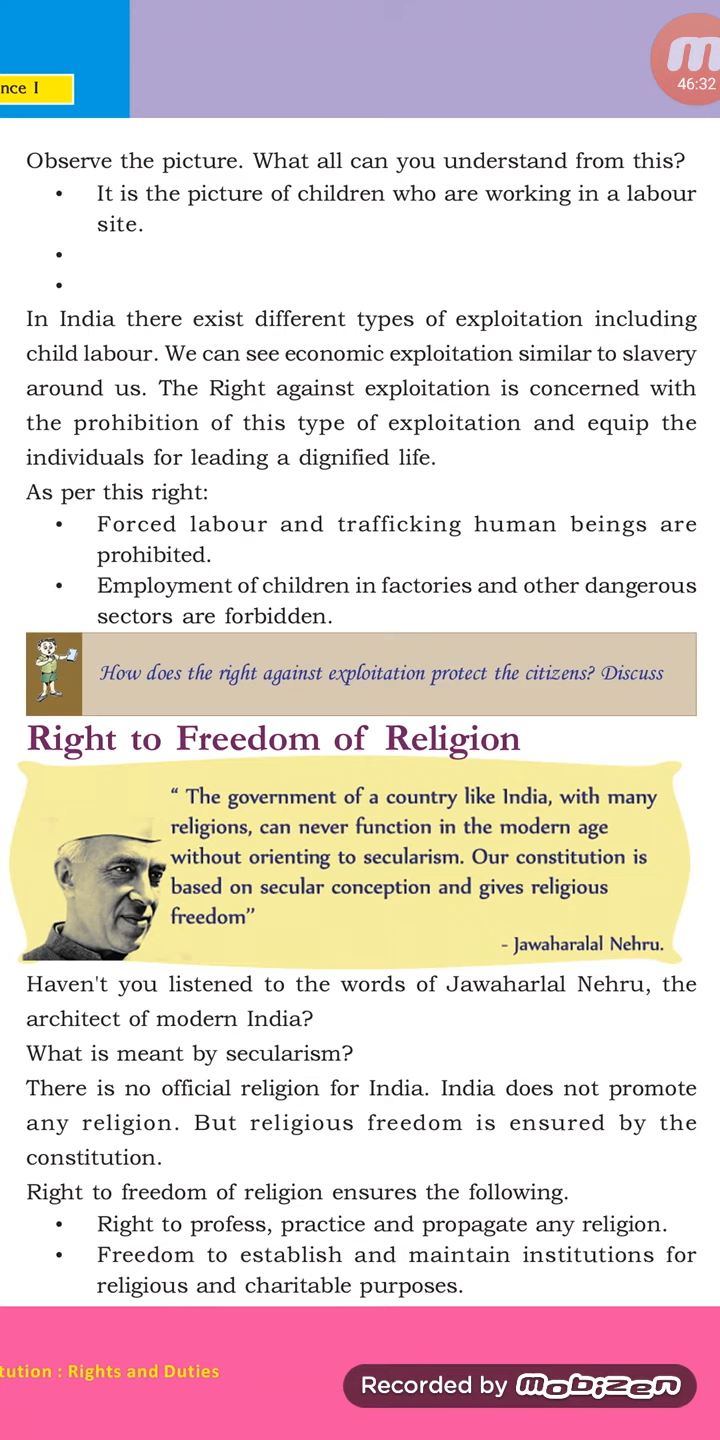 46:32
nce I
Observe the picture. What all can you understand from this?
• It is the picture of children who are working in a labour
site.
•
•
In India there exist different types of exploitation including
child labour. We can see economic exploitation similar to slavery
around us. The Right against exploitation is concerned with
the prohibition of this type of exploitation and equip the
individuals for leading a dignified life.
As per this right:
• Forced labour and trafficking human beings are
prohibited.
• Employment of children in factories and other dangerous
sectors are forbidden.
How does the right against exploitation protect the citizens? Discuss
Right to Freedom of Religion
“ The government of a country like India, with many
religions, can never function in the modern age
without orienting to secularism. Our constitution is
based on secular conception and gives religious
freedom”
- Jawaharalal Nehru.
Haven't you listened to the words of Jawaharlal Nehru, the
architect of modern India?
What is meant by secularism?
There is no official religion for India. India does not promote
any religion. But religious freedom is ensured by the
constitution.
Right to freedom of religion ensures the following.
• Right to profess, practice and propagate any religion.
• Freedom to establish and maintain institutions for
religious and charitable purposes.
tution : Rights and Duties
Recorded by mobizen